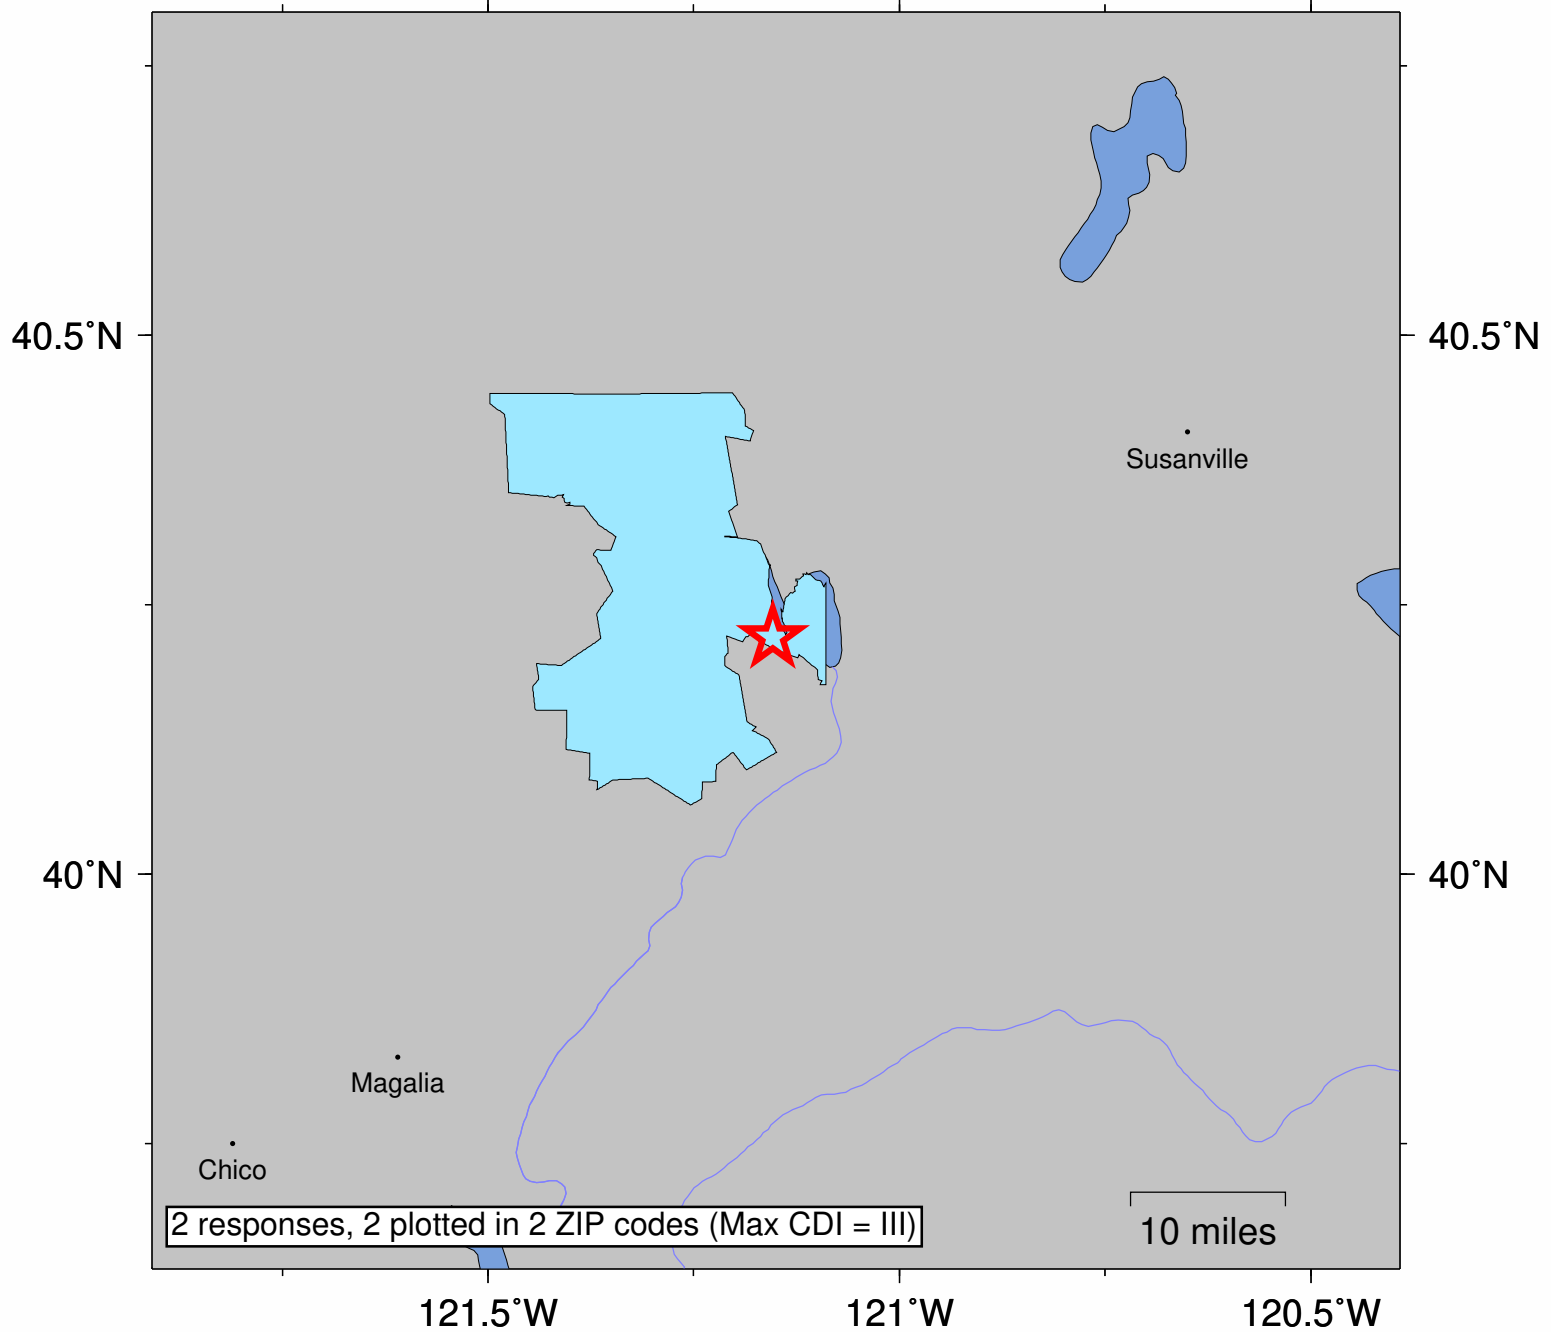 40.5˚N
40.5˚N
Susanville
40˚N
40˚N
Magalia
Chico
2 responses, 2 plotted in 2 ZIP codes (Max CDI = III)
10 miles
121.5˚W
121˚W
120.5˚W